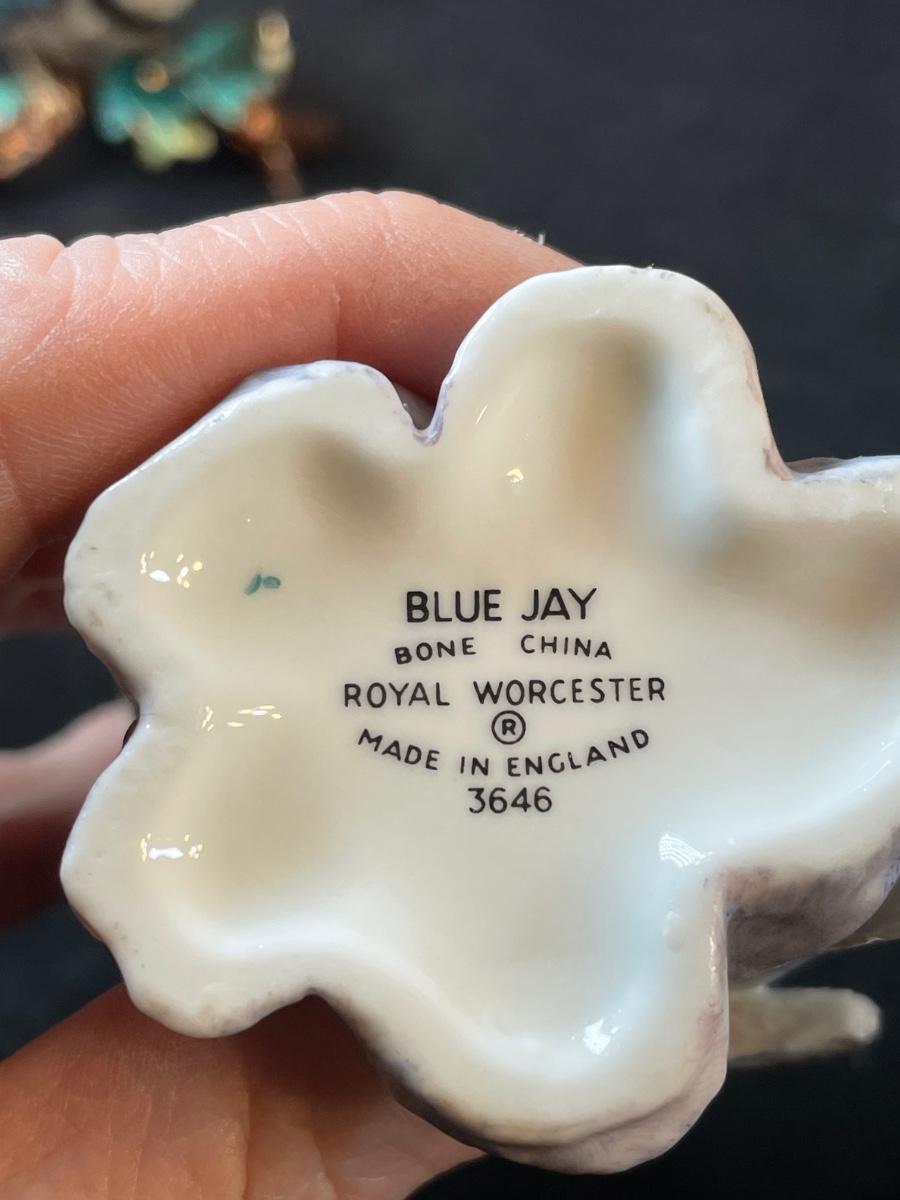 BLUE JAY
BONE CHINA
ROYAL WORCESTER
®
MADE IN ENGLAND
3646